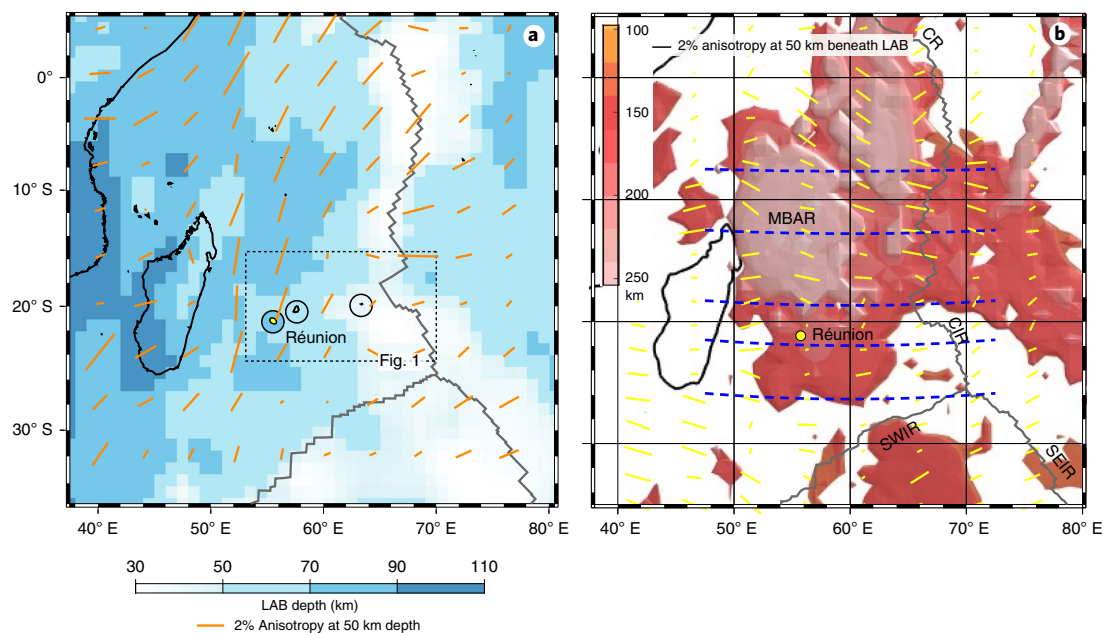 a
0°
10° S
20° S
30° S
Réunion
Fig. 1
40° E 50° E 60° E 70° E 80° E
30 50 70 90 110
LAB depth (km)
2% Anisotropy at 50 km depth
b
100
150
200
250
km
2% anisotropy at 50 km beneath LAB
CR
MBAR
Réunion
CIR
SWIR
SEIR
40° E 50° E 60° E 70° E 80° E